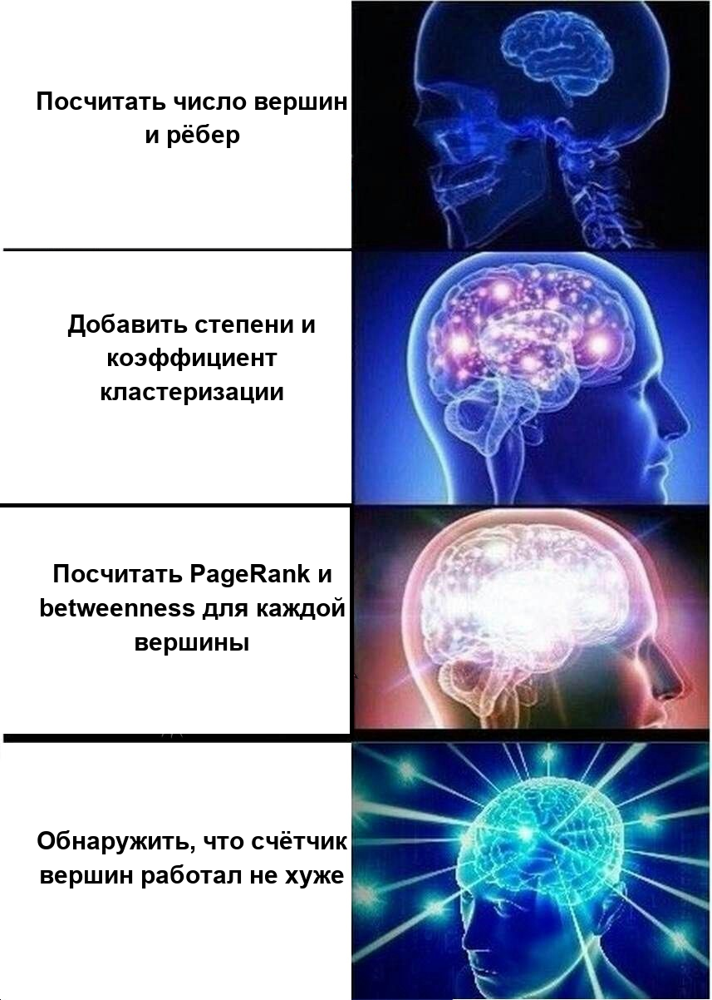 Посчитать число вершин
и рёбер
Добавить степени и
коэффициент
кластеризации
Посчитать PageRank и
betweenness для каждой
вершины
Обнаружить, что счётчик
вершин работал не хуже